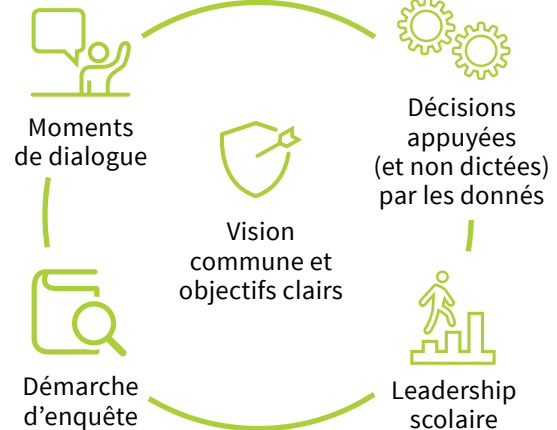 Moments
de dialogue
Décisions
appuyées
(et non dictées)
par les donnés
Vision
commune et
objectifs clairs
Démarche
d'enquête
Leadership
scolaire